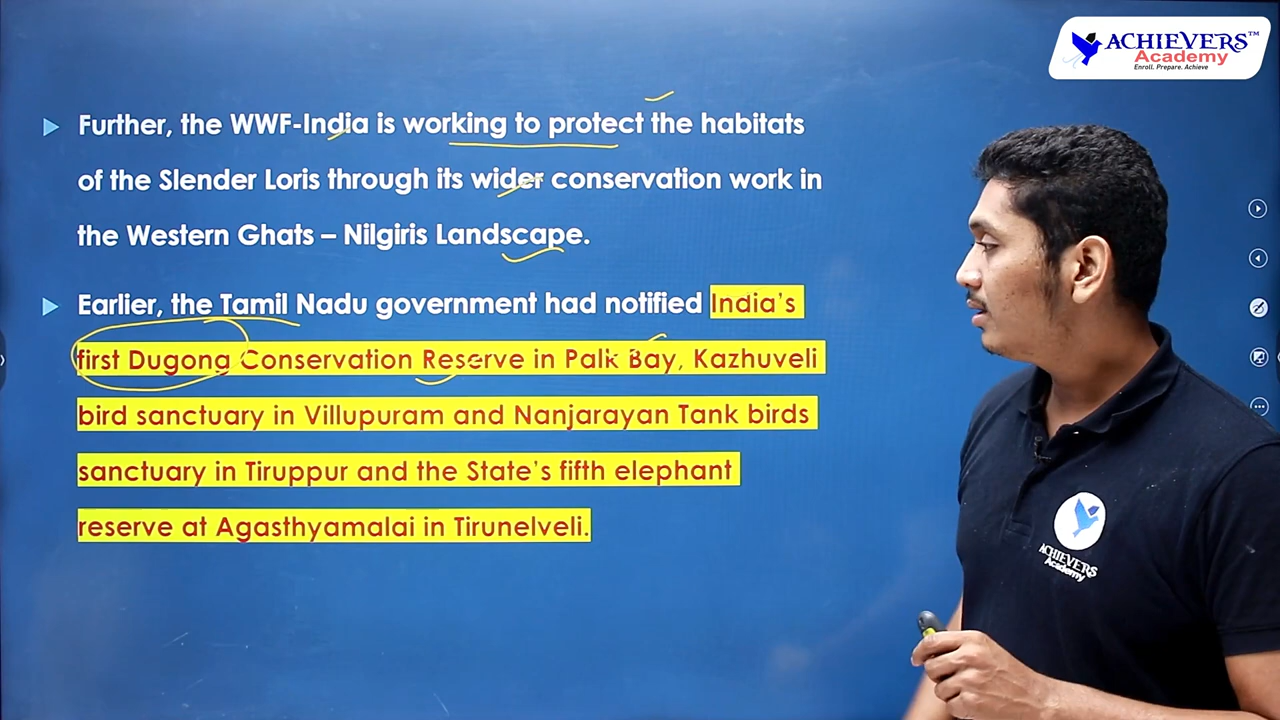 ACHIEVERS™
Academy
Enroll. Prepare. Achieve
Further, the WWF-India is working to protect the habitats
of the Slender Loris through its wider conservation work in
the Western Ghats – Nilgiris Landscape.
Earlier, the Tamil Nadu government had notified India's
first Dugong Conservation Reserve in Palk Bay, Kazhuveli
bird sanctuary in Villupuram and Nanjarayan Tank birds
sanctuary in Tiruppur and the State's fifth elephant
reserve at Agasthyamalai in Tirunelveli.
ACHIEVERS
Academy